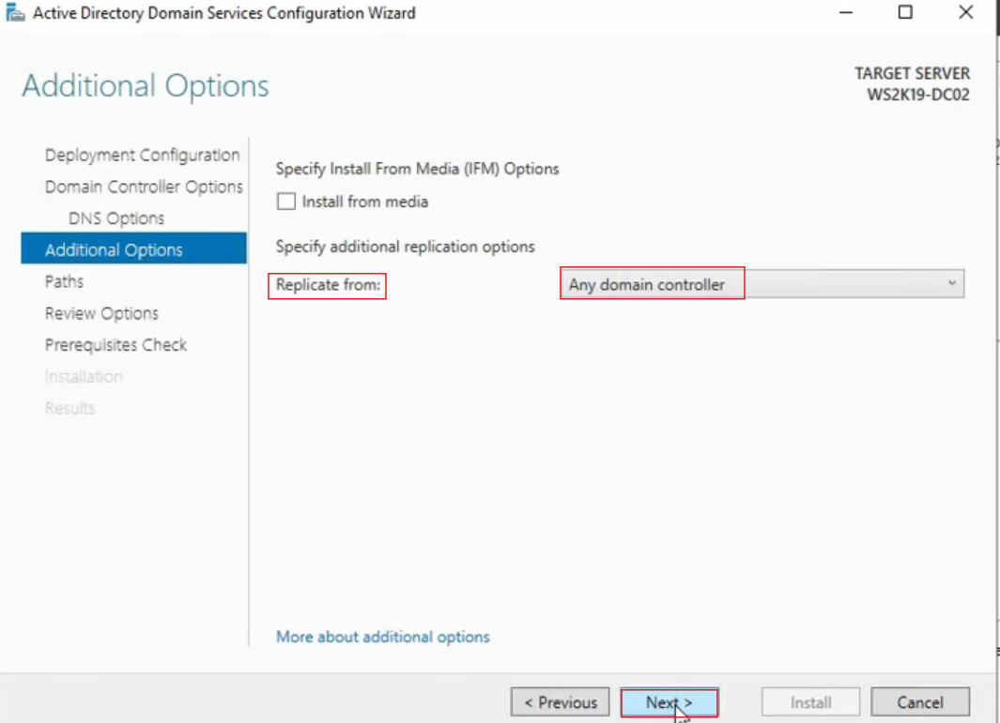 Active Directory Domain Services Configuration Wizard
Additional Options
TARGET SERVER
WS2K19-DC02
Deployment Configuration
Domain Controller Options
DNS Options
Additional Options
Paths
Review Options
Prerequisites Check
Installation
Results
Specify Install From Media (IFM) Options
Install from media
Specify additional replication options
Replicate from: Any domain controller
More about additional options
< Previous Next > Install Cancel